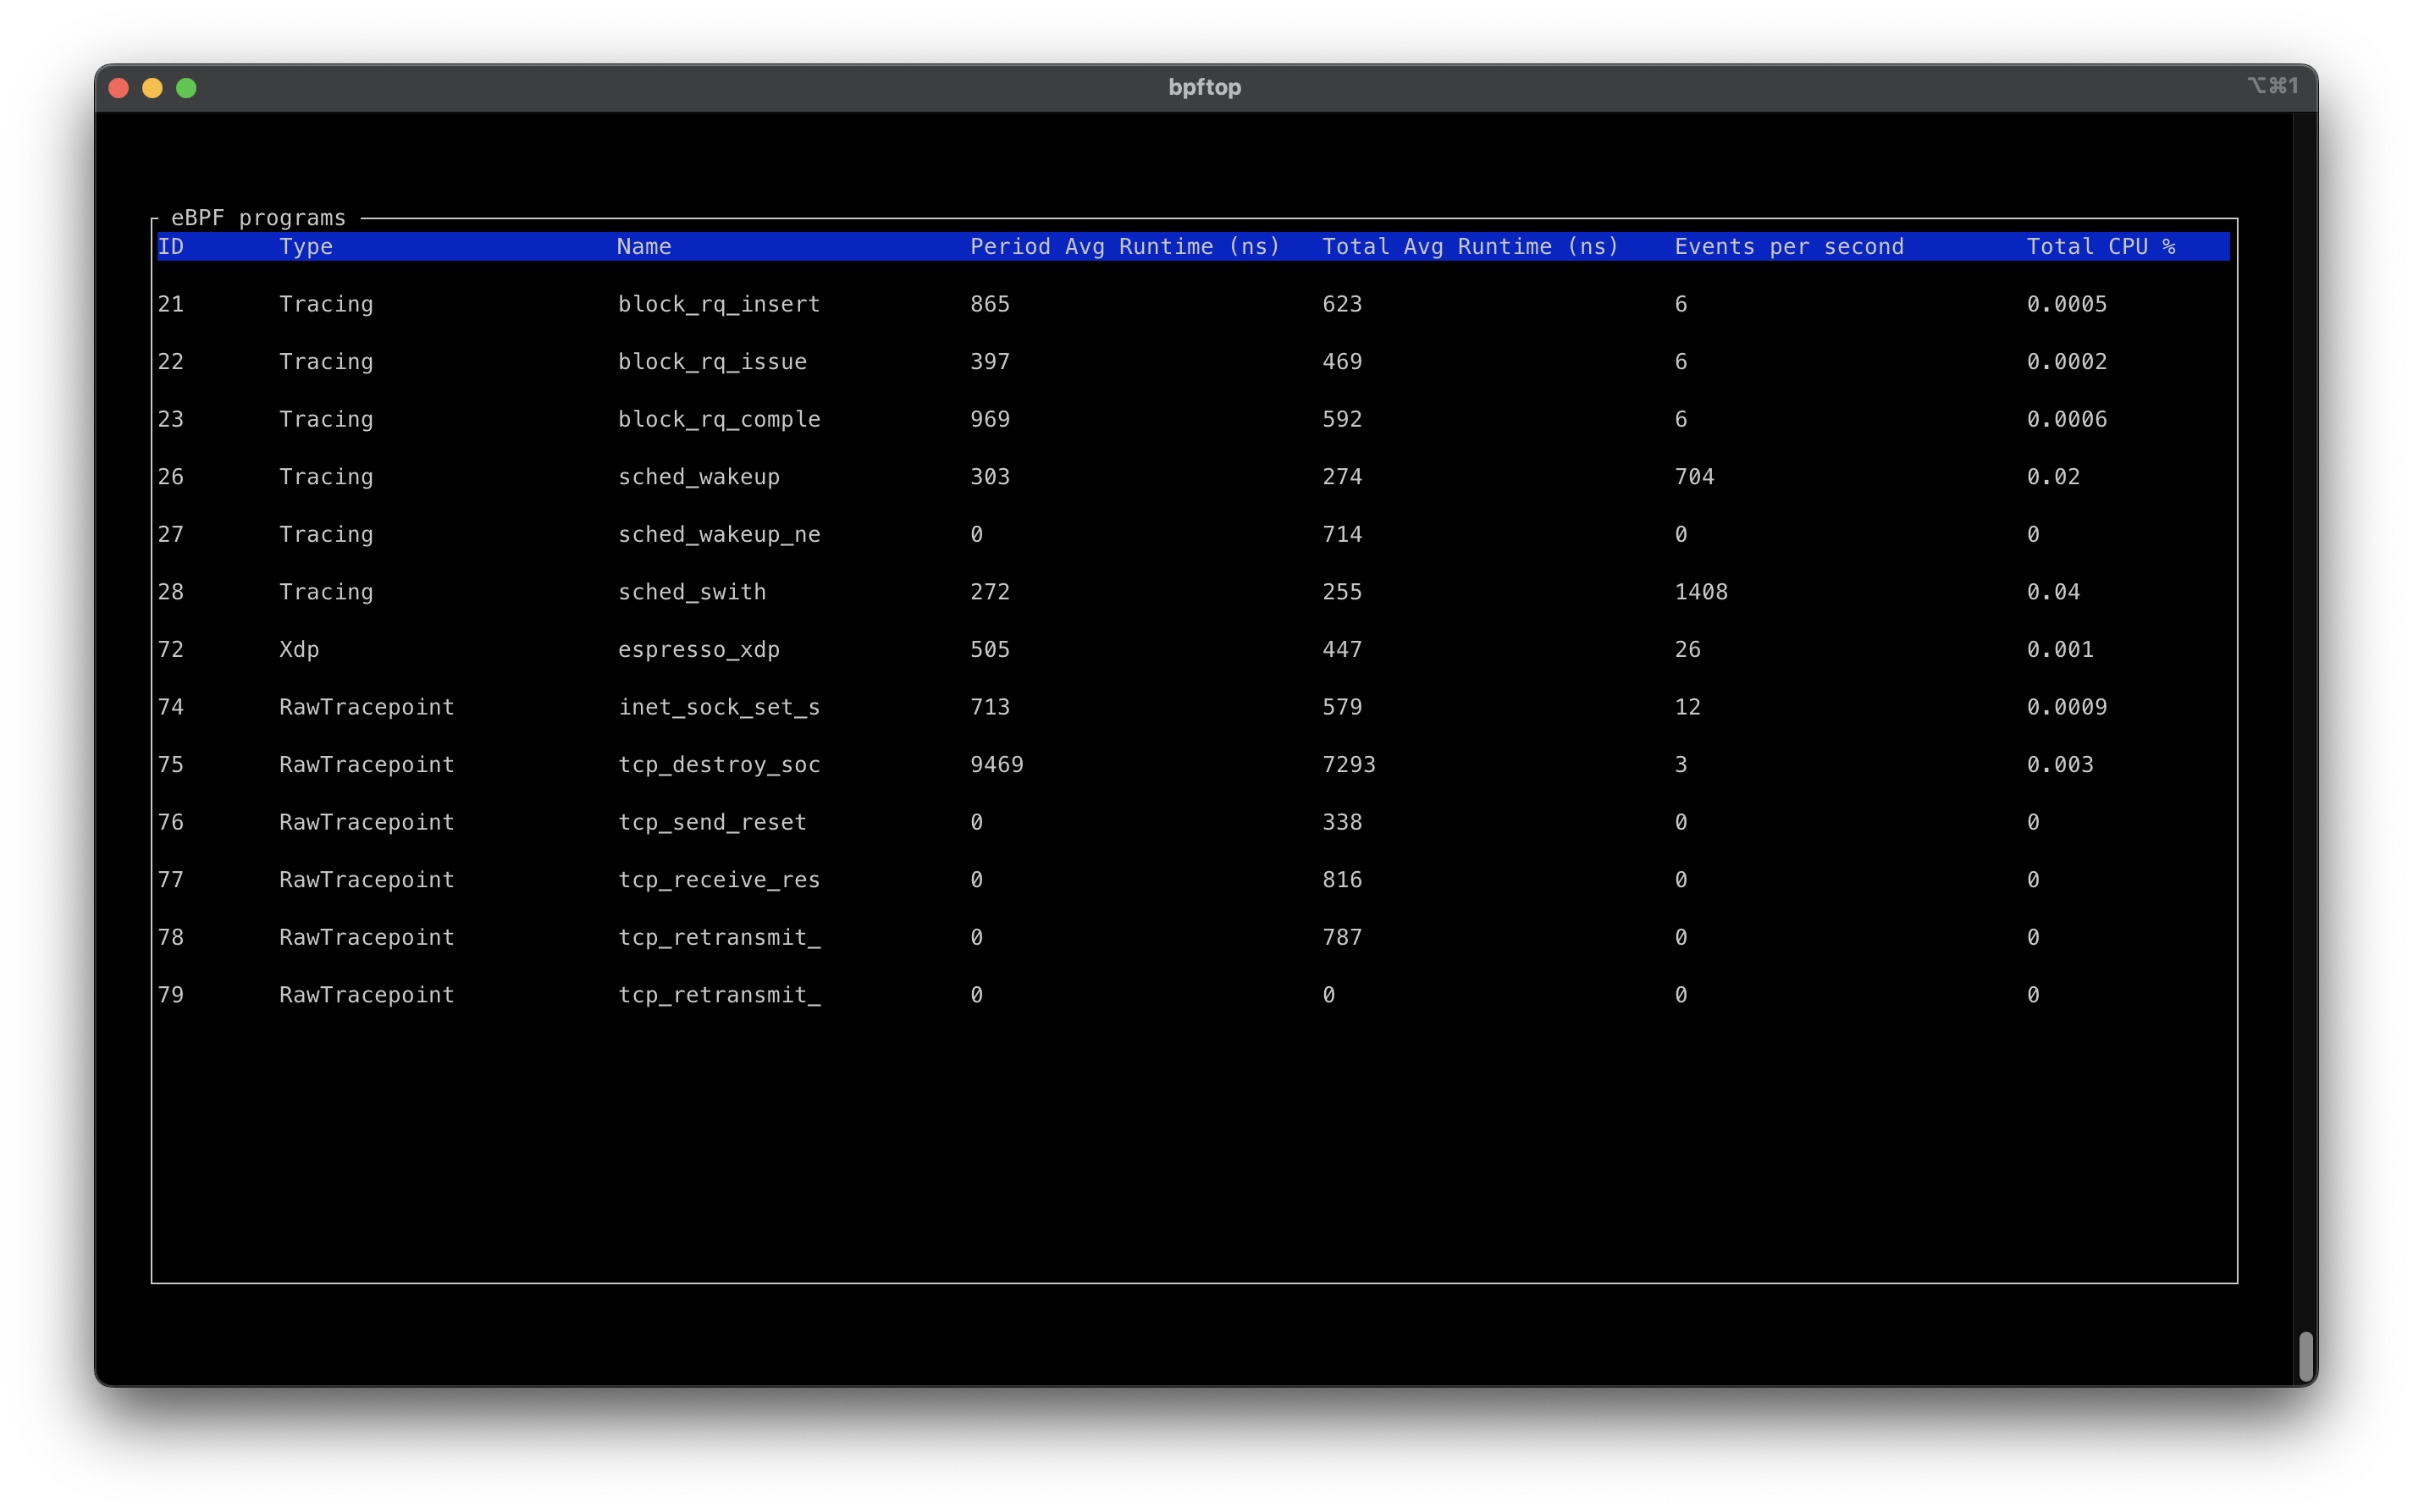 bpftop ⌥⌘1
eBPF programs
ID Type Name Period Avg Runtime (ns) Total Avg Runtime (ns) Events per second Total CPU %
21 Tracing block_rq_insert 865 623 6 0.0005
22 Tracing block_rq_issue 397 469 6 0.0002
23 Tracing block_rq_comple 969 592 6 0.0006
26 Tracing sched_wakeup 303 274 704 0.02
27 Tracing sched_wakeup_ne 0 714 0 0
28 Tracing sched_swith 272 255 1408 0.04
72 Xdp espresso_xdp 505 447 26 0.001
74 RawTracepoint inet_sock_set_s 713 579 12 0.0009
75 RawTracepoint tcp_destroy_soc 9469 7293 3 0.003
76 RawTracepoint tcp_send_reset 0 338 0 0
77 RawTracepoint tcp_receive_res 0 816 0 0
78 RawTracepoint tcp_retransmit_ 0 787 0 0
79 RawTracepoint tcp_retransmit_ 0 0 0 0